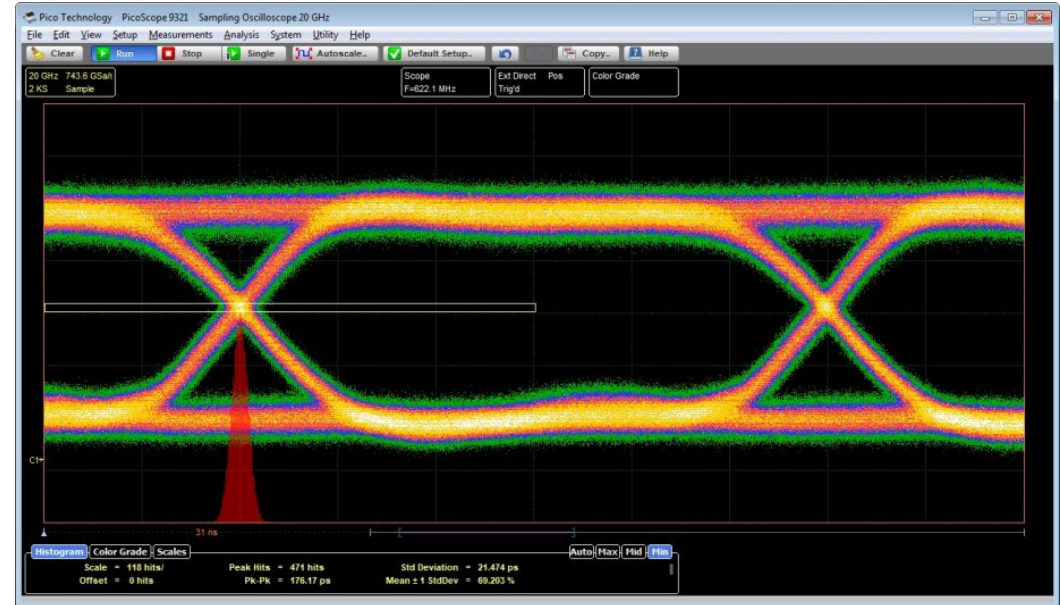 Pico Technology PicoScope 9321 Sampling Oscilloscope 20 GHz
File Edit View Setup Measurements Analysis System Utility Help
Clear Run Stop Single Autoscale.. Default Setup.. Copy.. Help
20 GHz 743.6 GSa/s Scope Ext Direct Pos Color Grade
2 KS Sample F=622.1 MHz Trig'd
C1
31 ns
Histogram Color Grade Scales Auto Max Mid Min
Scale = 118 hits/ Peak Hits = 471 hits Std Deviation = 21.474 ps
Offset = 0 hits Pk-Pk = 176.17 ps Mean ± 1 StdDev = 69.203 %